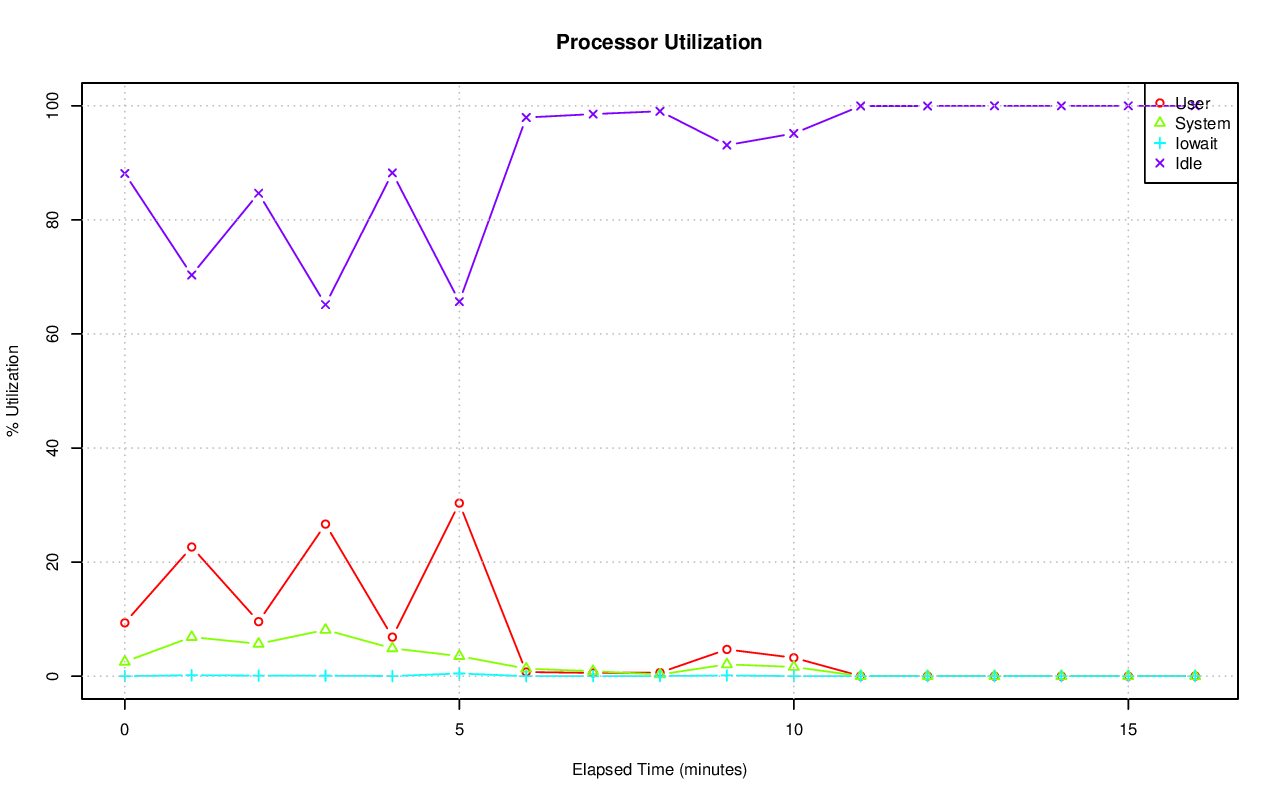 Processor Utilization
100
80
60
40
20
0
% Utilization
User
System
Iowait
Idle
0 5 10 15
Elapsed Time (minutes)